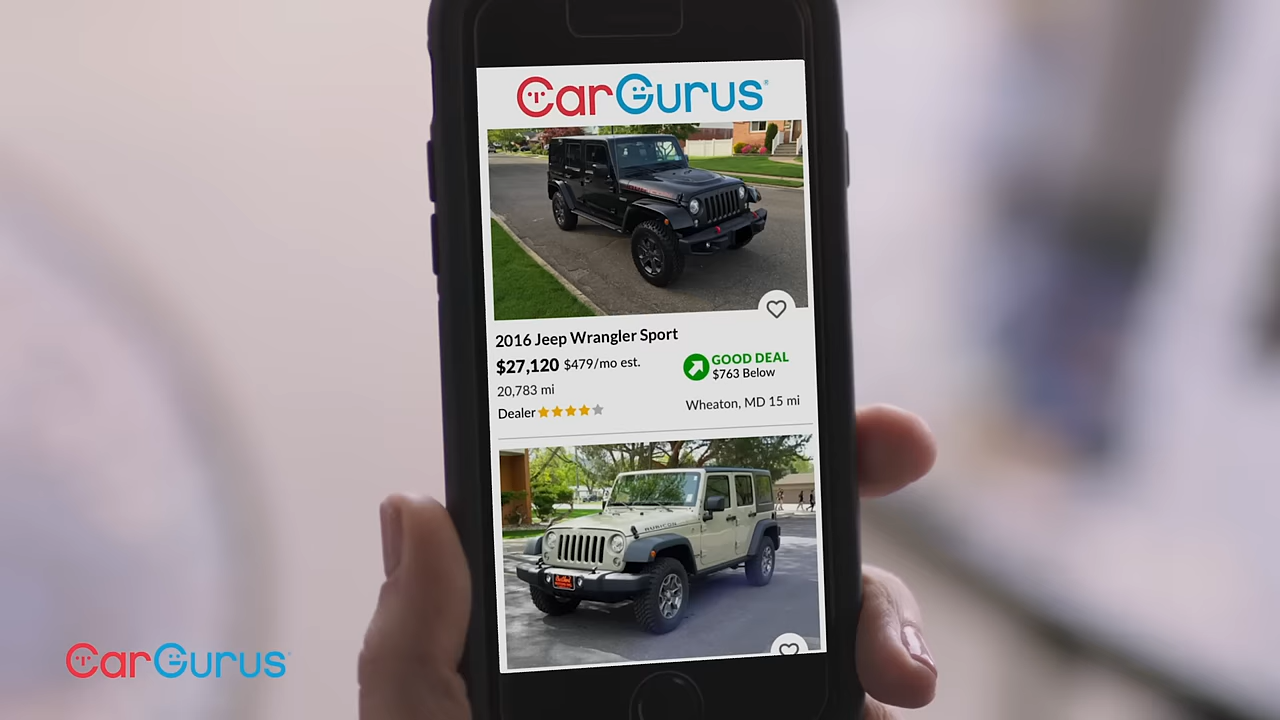 CarGurus
2016 Jeep Wrangler Sport
$27,120 $479/mo est.
GOOD DEAL
$763 Below
20,783 mi
Dealer
Wheaton, MD 15 mi
RUBICON
CarGurus